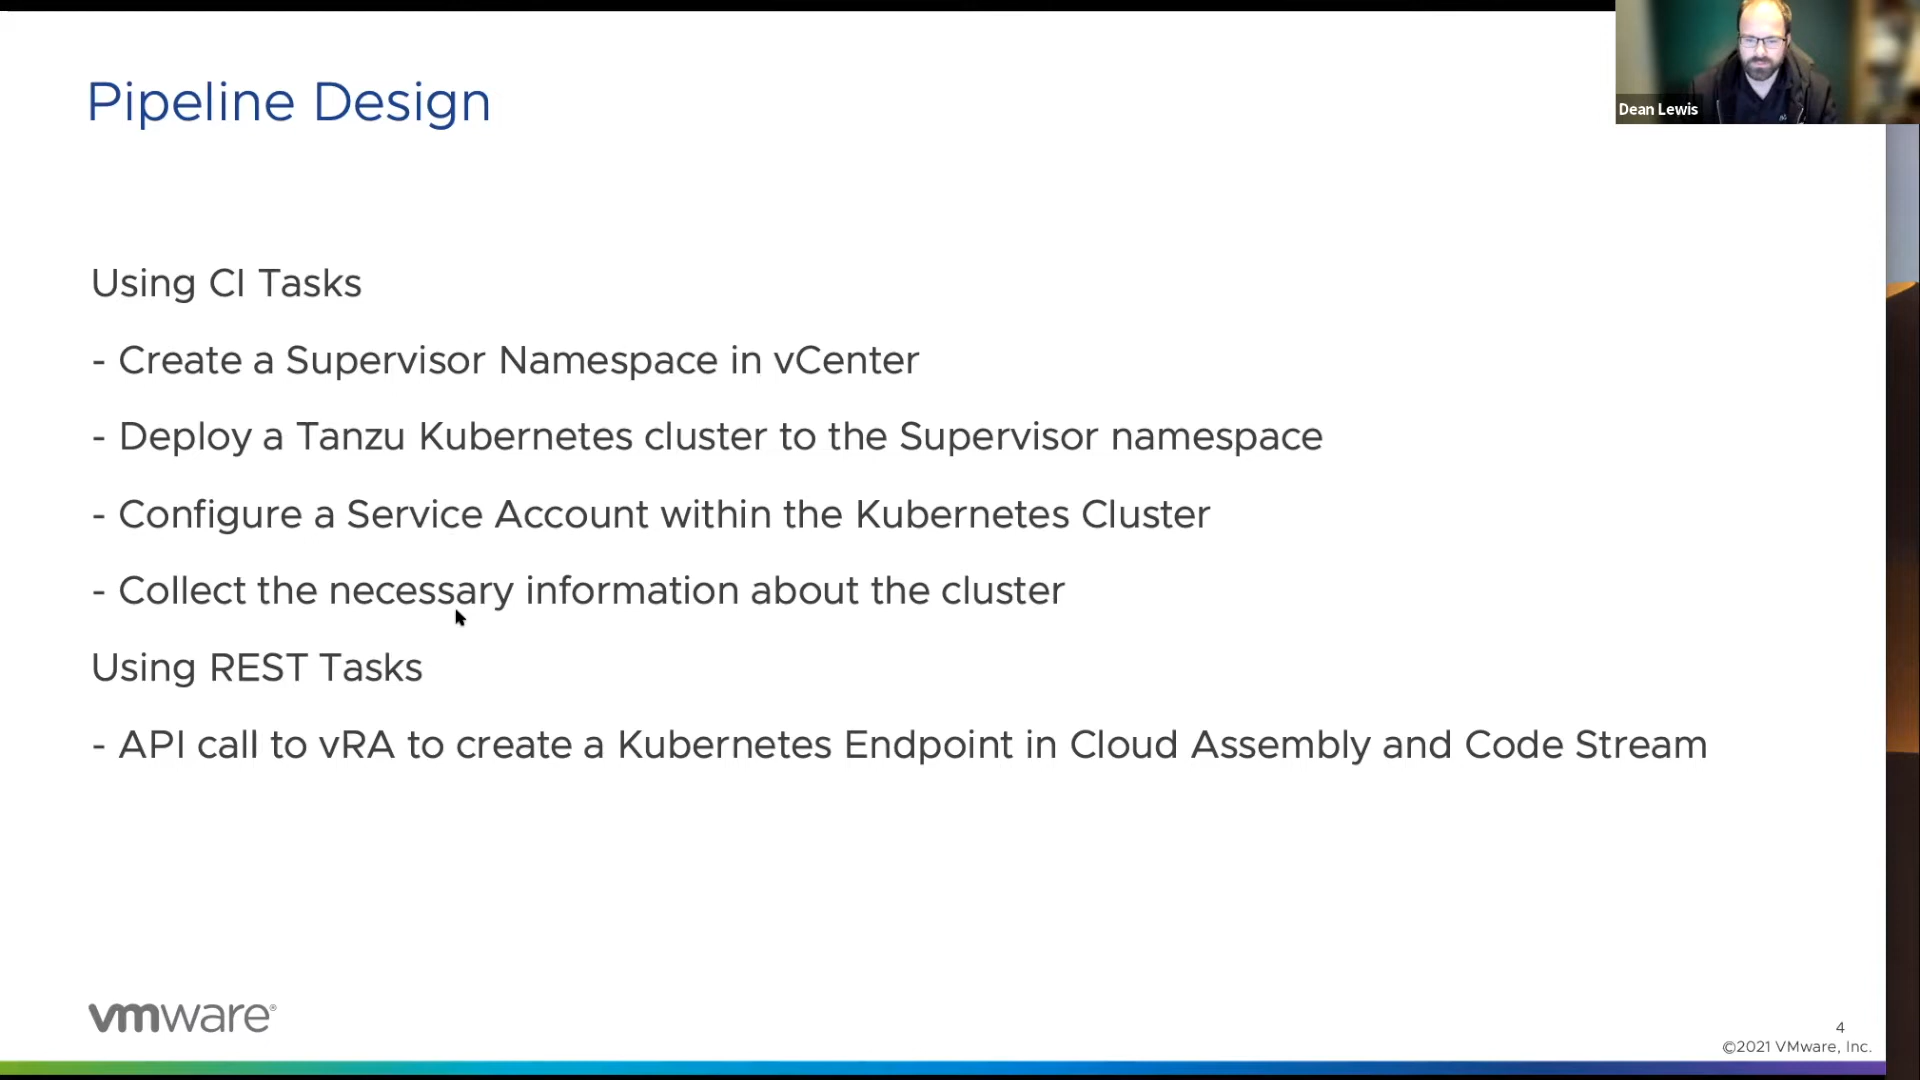 Pipeline Design
Dean Lewis
Using CI Tasks
- Create a Supervisor Namespace in vCenter
- Deploy a Tanzu Kubernetes cluster to the Supervisor namespace
- Configure a Service Account within the Kubernetes Cluster
- Collect the necessary information about the cluster
Using REST Tasks
- API call to vRA to create a Kubernetes Endpoint in Cloud Assembly and Code Stream
vmware®
4
©2021 VMware, Inc.